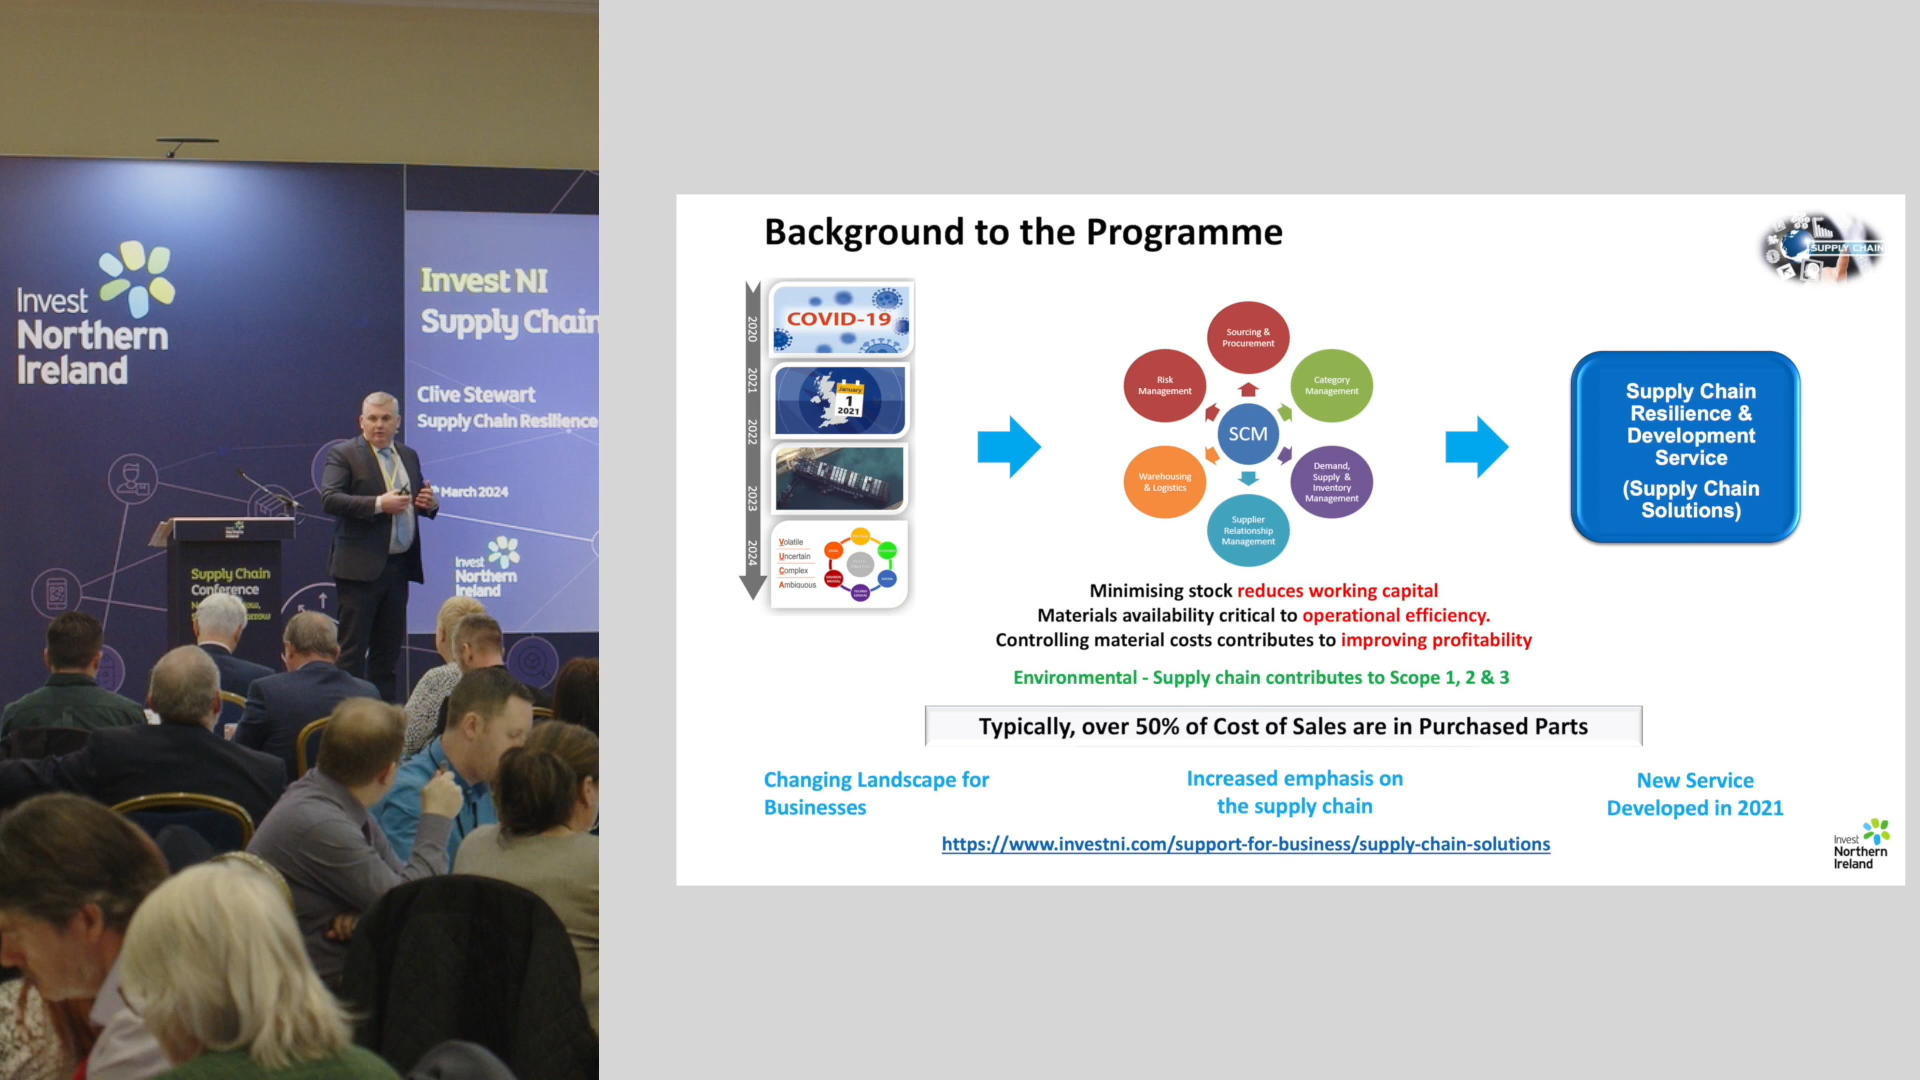 Invest
Northern
Ireland
Invest NI
Supply Chain
Clive Stewart
Supply Chain Resilience
March 2024
Invest
Northern
Ireland
Supply Chain
Conference
Background to the Programme
SUPPLY CHAIN
2020
2021
2022
2023
2024
COVID-19
January
1
2021
Volatile
Uncertain
Complex
Ambiguous
Sourcing &
Procurement
Category
Management
Demand,
Supply &
Inventory
Management
Supplier
Relationship
Management
Warehousing
& Logistics
Risk
Management
SCM
Supply Chain
Resilience &
Development
Service
(Supply Chain
Solutions)
Minimising stock reduces working capital
Materials availability critical to operational efficiency.
Controlling material costs contributes to improving profitability
Environmental - Supply chain contributes to Scope 1, 2 & 3
Typically, over 50% of Cost of Sales are in Purchased Parts
Changing Landscape for
Businesses
Increased emphasis on
the supply chain
New Service
Developed in 2021
https://www.investni.com/support-for-business/supply-chain-solutions
Invest
Northern
Ireland